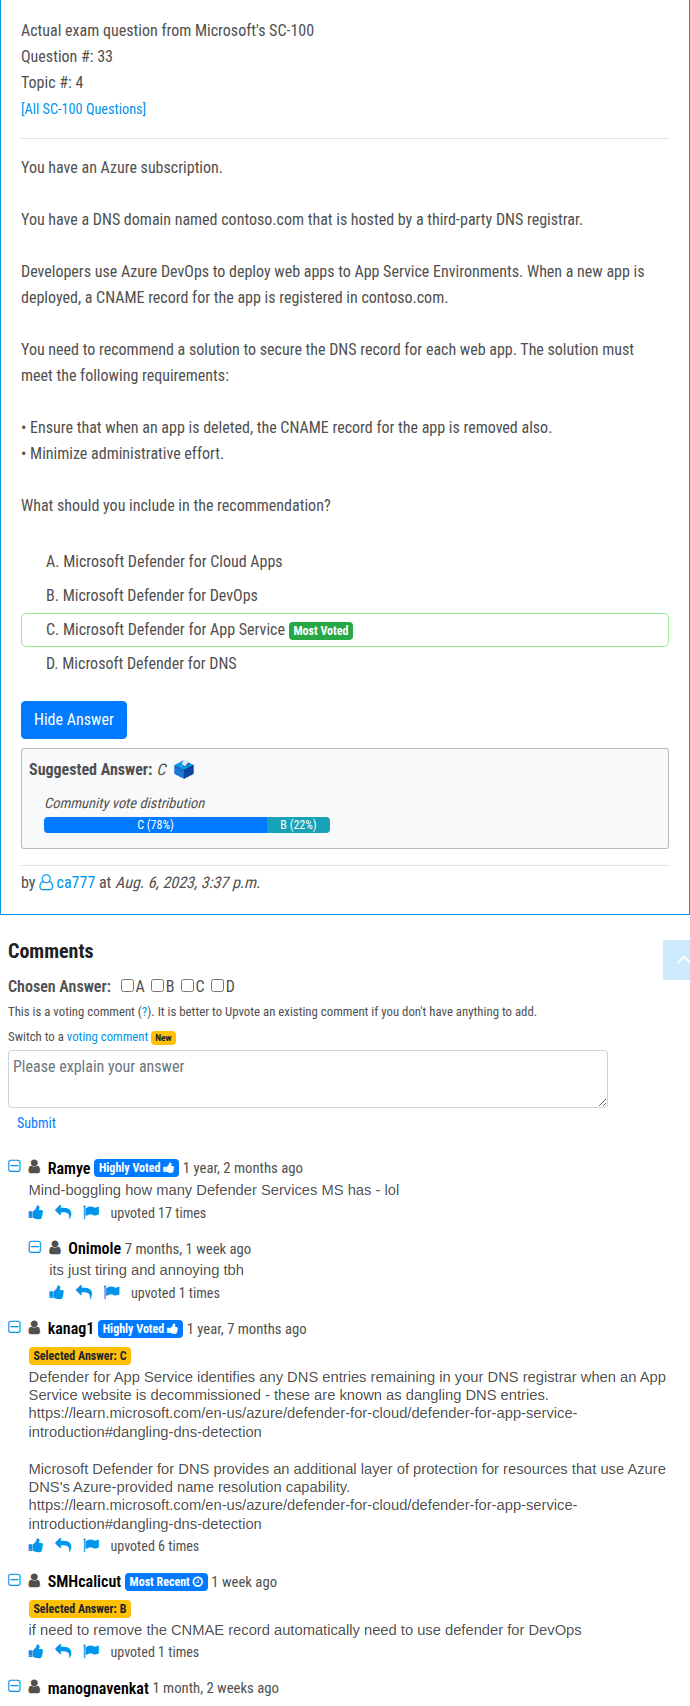 Actual exam question from Microsoft's SC-100
Question #: 33
Topic #: 4
[All SC-100 Questions]
You have an Azure subscription.
You have a DNS domain named contoso.com that is hosted by a third-party DNS registrar.
Developers use Azure DevOps to deploy web apps to App Service Environments. When a new app is
deployed, a CNAME record for the app is registered in contoso.com.
You need to recommend a solution to secure the DNS record for each web app. The solution must
meet the following requirements:
• Ensure that when an app is deleted, the CNAME record for the app is removed also.
• Minimize administrative effort.
What should you include in the recommendation?
A. Microsoft Defender for Cloud Apps
B. Microsoft Defender for DevOps
C. Microsoft Defender for App Service Most Voted
D. Microsoft Defender for DNS
Hide Answer
Suggested Answer: C
Community vote distribution
C (78%) B (22%)
by ca777 at Aug. 6, 2023, 3:37 p.m.
Comments
Chosen Answer: A B C D
This is a voting comment (?). It is better to Upvote an existing comment if you don't have anything to add.
Switch to a voting comment New
Please explain your answer
Submit
Ramye Highly Voted 1 year, 2 months ago
Mind-boggling how many Defender Services MS has - lol
upvoted 17 times
Onimole 7 months, 1 week ago
its just tiring and annoying tbh
upvoted 1 times
kanag1 Highly Voted 1 year, 7 months ago
Selected Answer: C
Defender for App Service identifies any DNS entries remaining in your DNS registrar when an App
Service website is decommissioned - these are known as dangling DNS entries.
https://learn.microsoft.com/en-us/azure/defender-for-cloud/defender-for-app-service-
introduction#dangling-dns-detection
Microsoft Defender for DNS provides an additional layer of protection for resources that use Azure
DNS's Azure-provided name resolution capability.
https://learn.microsoft.com/en-us/azure/defender-for-cloud/defender-for-app-service-
introduction#dangling-dns-detection
upvoted 6 times
SMHcalicut Most Recent 1 week ago
Selected Answer: B
if need to remove the CNMAE record automatically need to use defender for DevOps
upvoted 1 times
manognavenkat 1 month, 2 weeks ago